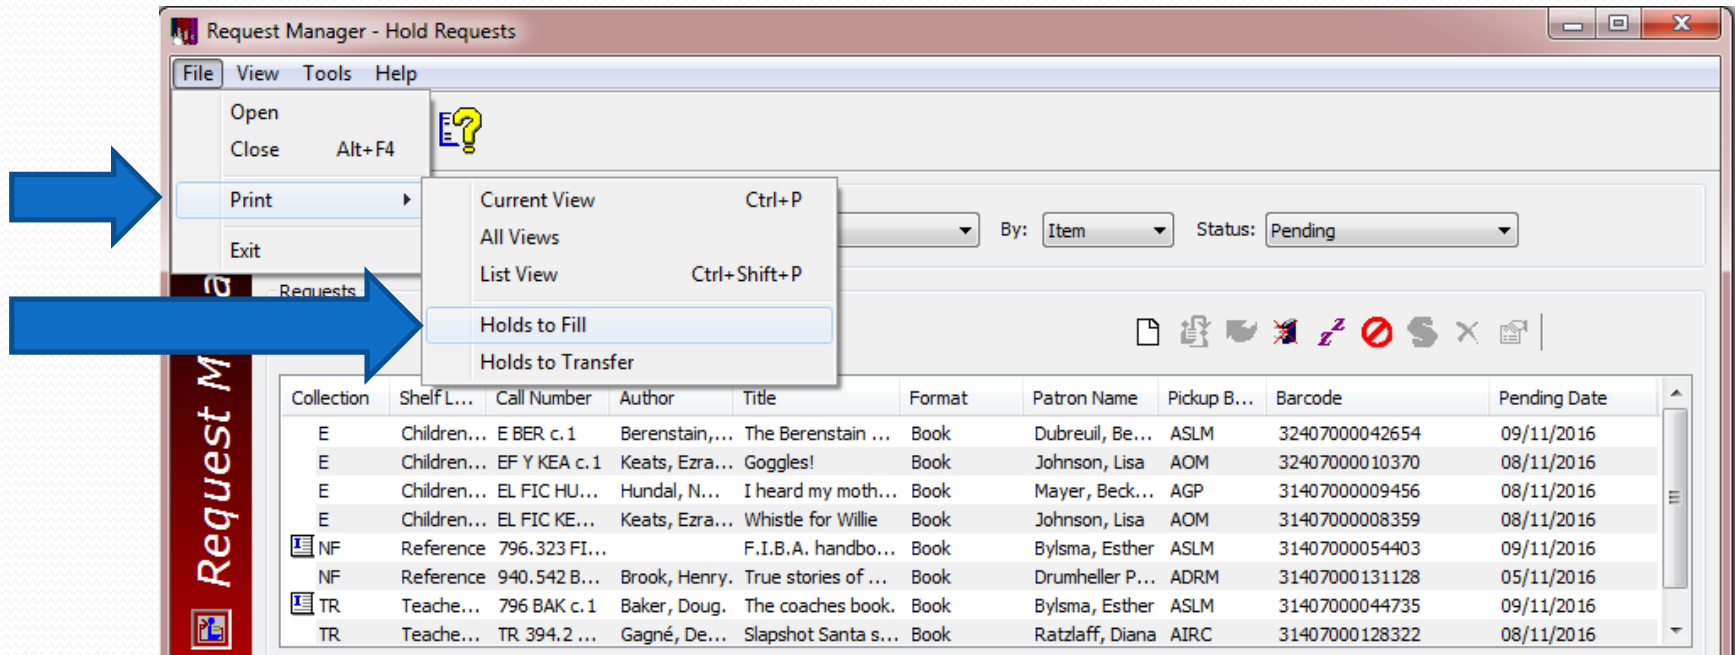 Request Manager - Hold Requests
File View Tools Help
Open
Close Alt+F4
Print
Exit
Current View Ctrl+P
All Views
List View Ctrl+Shift+P
Holds to Fill
Holds to Transfer
By: Item Status: Pending
Requests
Request Ma
Collection Shelf L... Call Number Author Title Format Patron Name Pickup B... Barcode Pending Date
E Children... E BER c.1 Berenstain,... The Berenstain ... Book Dubreuil, Be... ASLM 32407000042654 09/11/2016
E Children... EF Y KEA c.1 Keats, Ezra... Goggles! Book Johnson, Lisa AOM 32407000010370 08/11/2016
E Children... EL FIC HU... Hundal, N... I heard my moth... Book Mayer, Beck... AGP 31407000009456 08/11/2016
E Children... EL FIC KE... Keats, Ezra... Whistle for Willie Book Johnson, Lisa AOM 31407000008359 08/11/2016
NF Reference 796.323 FI... F.I.B.A. handbo... Book Bylsma, Esther ASLM 31407000054403 09/11/2016
NF Reference 940.542 B... Brook, Henry. True stories of ... Book Drumheller P... ADRM 31407000131128 05/11/2016
TR Teache... 796 BAK c.1 Baker, Doug. The coaches book. Book Bylsma, Esther ASLM 31407000044735 09/11/2016
TR Teache... TR 394.2 ... Gagné, De... Slapshot Santa s... Book Ratzlaff, Diana AIRC 31407000128322 08/11/2016